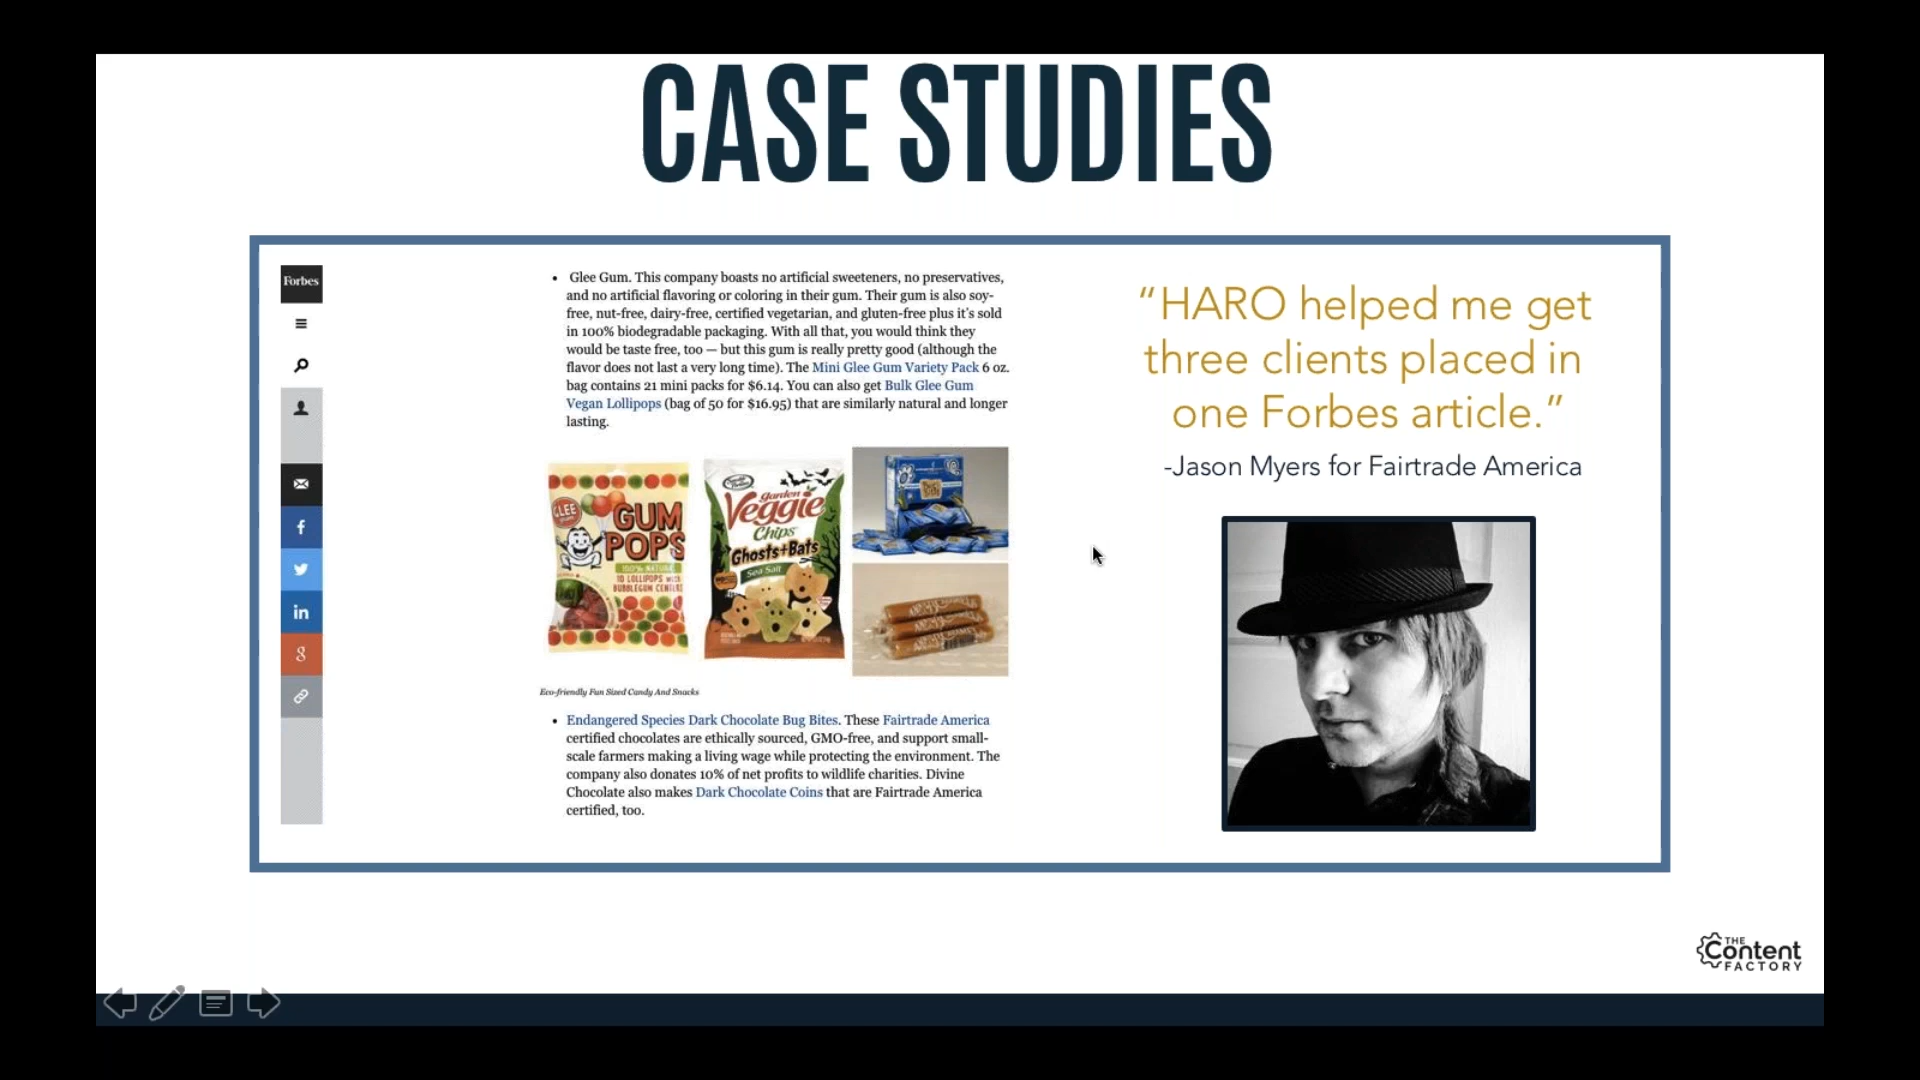 CASE STUDIES
Forbes
• Glee Gum. This company boasts no artificial sweeteners, no preservatives,
and no artificial flavoring or coloring in their gum. Their gum is also soy-
free, nut-free, dairy-free, certified vegetarian, and gluten-free plus it's sold
in 100% biodegradable packaging. With all that, you would think they
would be taste free, too — but this gum is really pretty good (although the
flavor does not last a very long time). The Mini Glee Gum Variety Pack 6 oz.
bag contains 21 mini packs for $6.14. You can also get Bulk Glee Gum
Vegan Lollipops (bag of 50 for $16.95) that are similarly natural and longer
lasting.
GLEE
GUM
POPS
100% NATURAL
10 LOLLIPOPS WITH
BUBBLEGUM CENTERS
Garden
Veggie
Chips
Ghosts+Bats
Sea Salt
Eco-friendly Fun Sized Candy And Snacks
• Endangered Species Dark Chocolate Bug Bites. These Fairtrade America
certified chocolates are ethically sourced, GMO-free, and support small-
scale farmers making a living wage while protecting the environment. The
company also donates 10% of net profits to wildlife charities. Divine
Chocolate also makes Dark Chocolate Coins that are Fairtrade America
certified, too.
“HARO helped me get
three clients placed in
one Forbes article.”
-Jason Myers for Fairtrade America
THE
Content
FACTORY